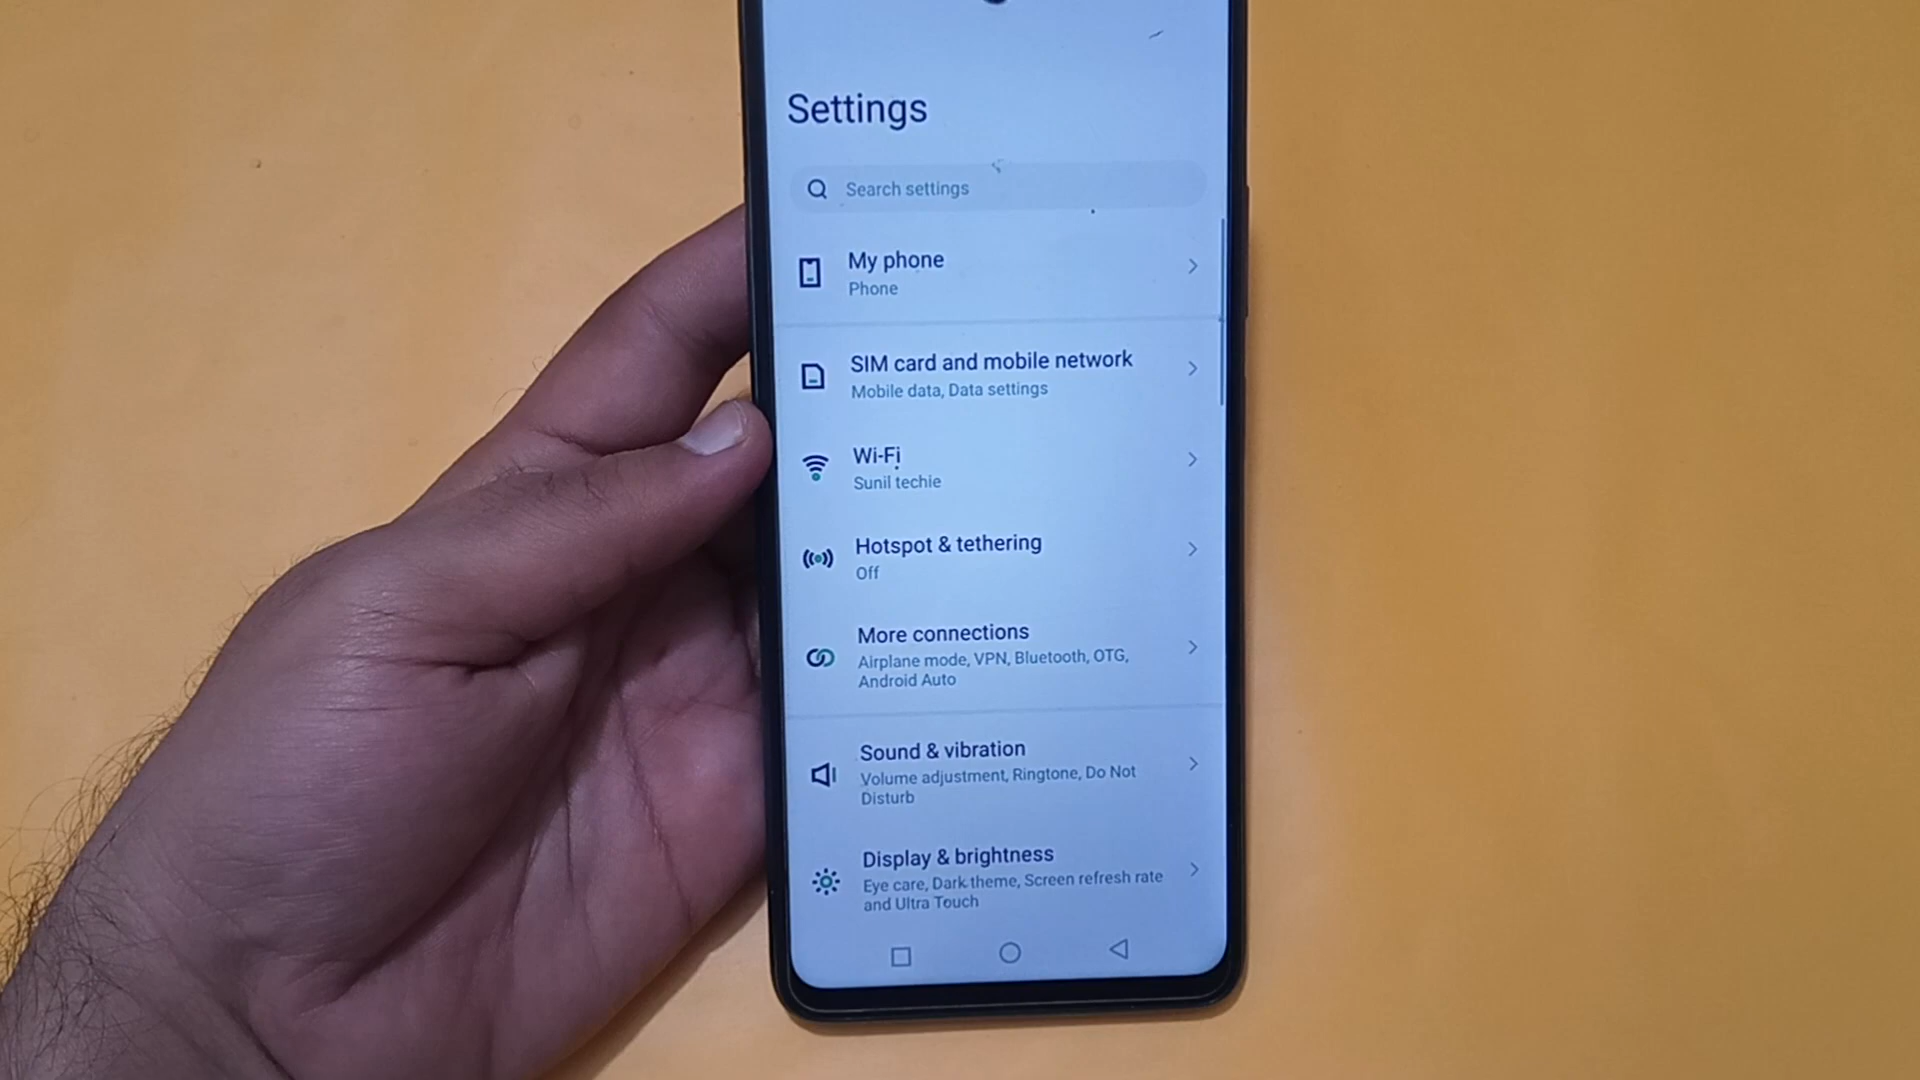 Settings
Search settings
My phone
Phone
SIM card and mobile network
Mobile data, Data settings
Wi-Fi
Sunil techie
Hotspot & tethering
Off
More connections
Airplane mode, VPN, Bluetooth, OTG,
Android Auto
Sound & vibration
Volume adjustment, Ringtone, Do Not
Disturb
Display & brightness
Eye care, Dark theme, Screen refresh rate
and Ultra Touch